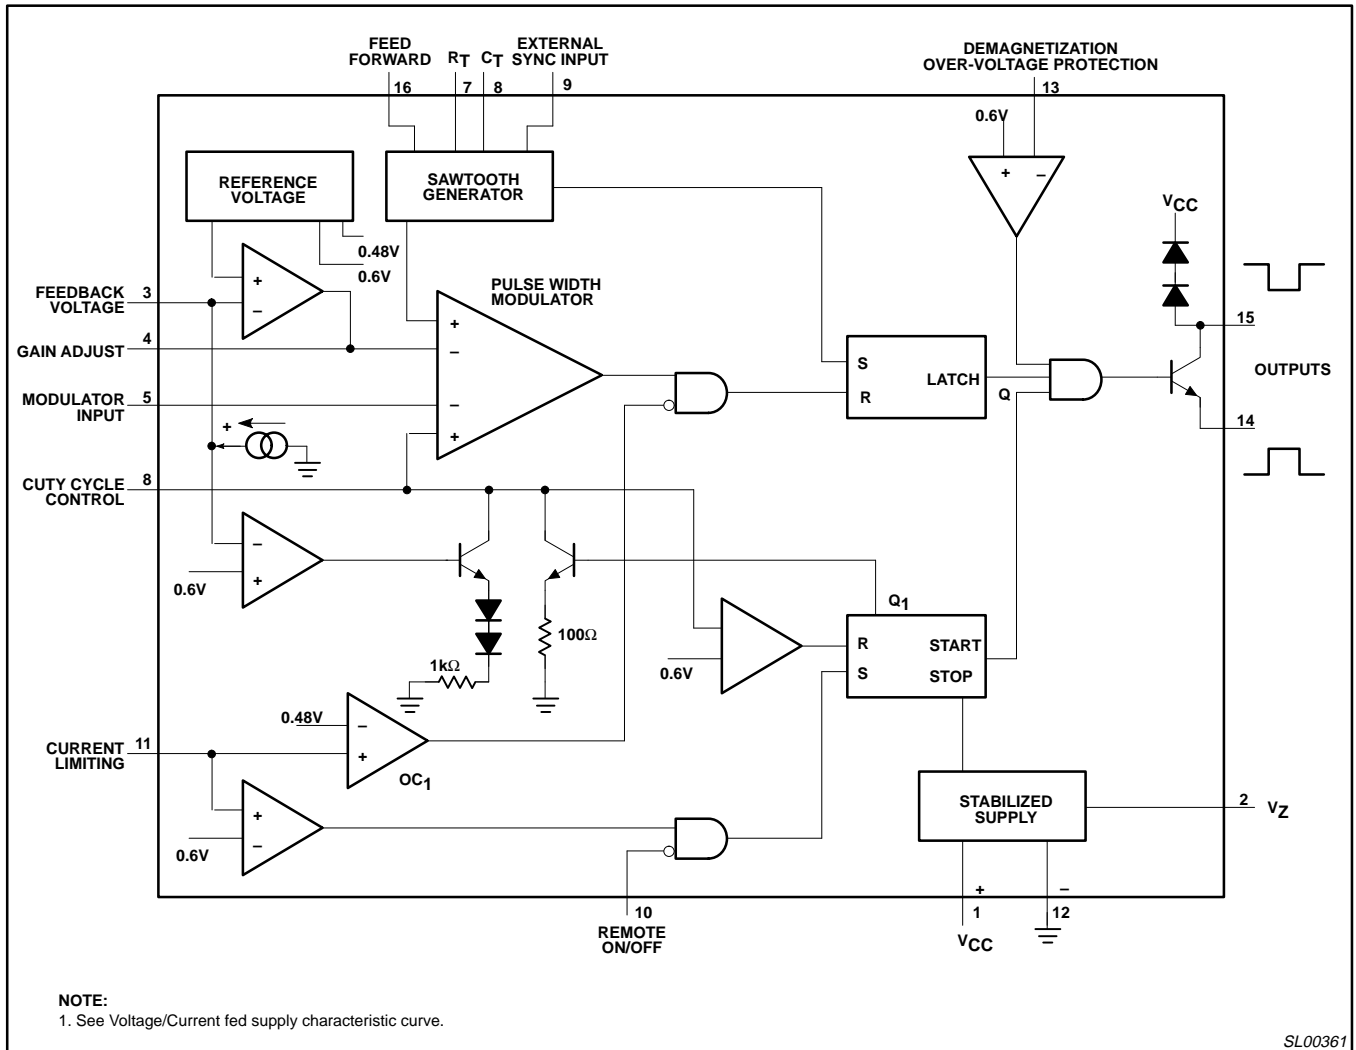 FEED
FORWARD
RT
CT
EXTERNAL
SYNC INPUT
DEMAGNETIZATION
OVER-VOLTAGE PROTECTION
16
7
8
9
13
0.6V
+
−
REFERENCE
VOLTAGE
SAWTOOTH
GENERATOR
VCC
0.48V
0.6V
+
−
PULSE WIDTH
MODULATOR
FEEDBACK
VOLTAGE
3
GAIN ADJUST
4
MODULATOR
INPUT
5
+
−
−
+
+
S
R
LATCH
Q
15
OUTPUTS
14
CUTY CYCLE
CONTROL
8
−
+
0.6V
1kΩ
100Ω
0.6V
Q1
R
S
START
STOP
0.48V
−
+
OC1
CURRENT
LIMITING
11
+
−
0.6V
STABILIZED
SUPPLY
2
VZ
10
REMOTE
ON/OFF
+
−
1
12
VCC
NOTE:
1. See Voltage/Current fed supply characteristic curve.
SL00361